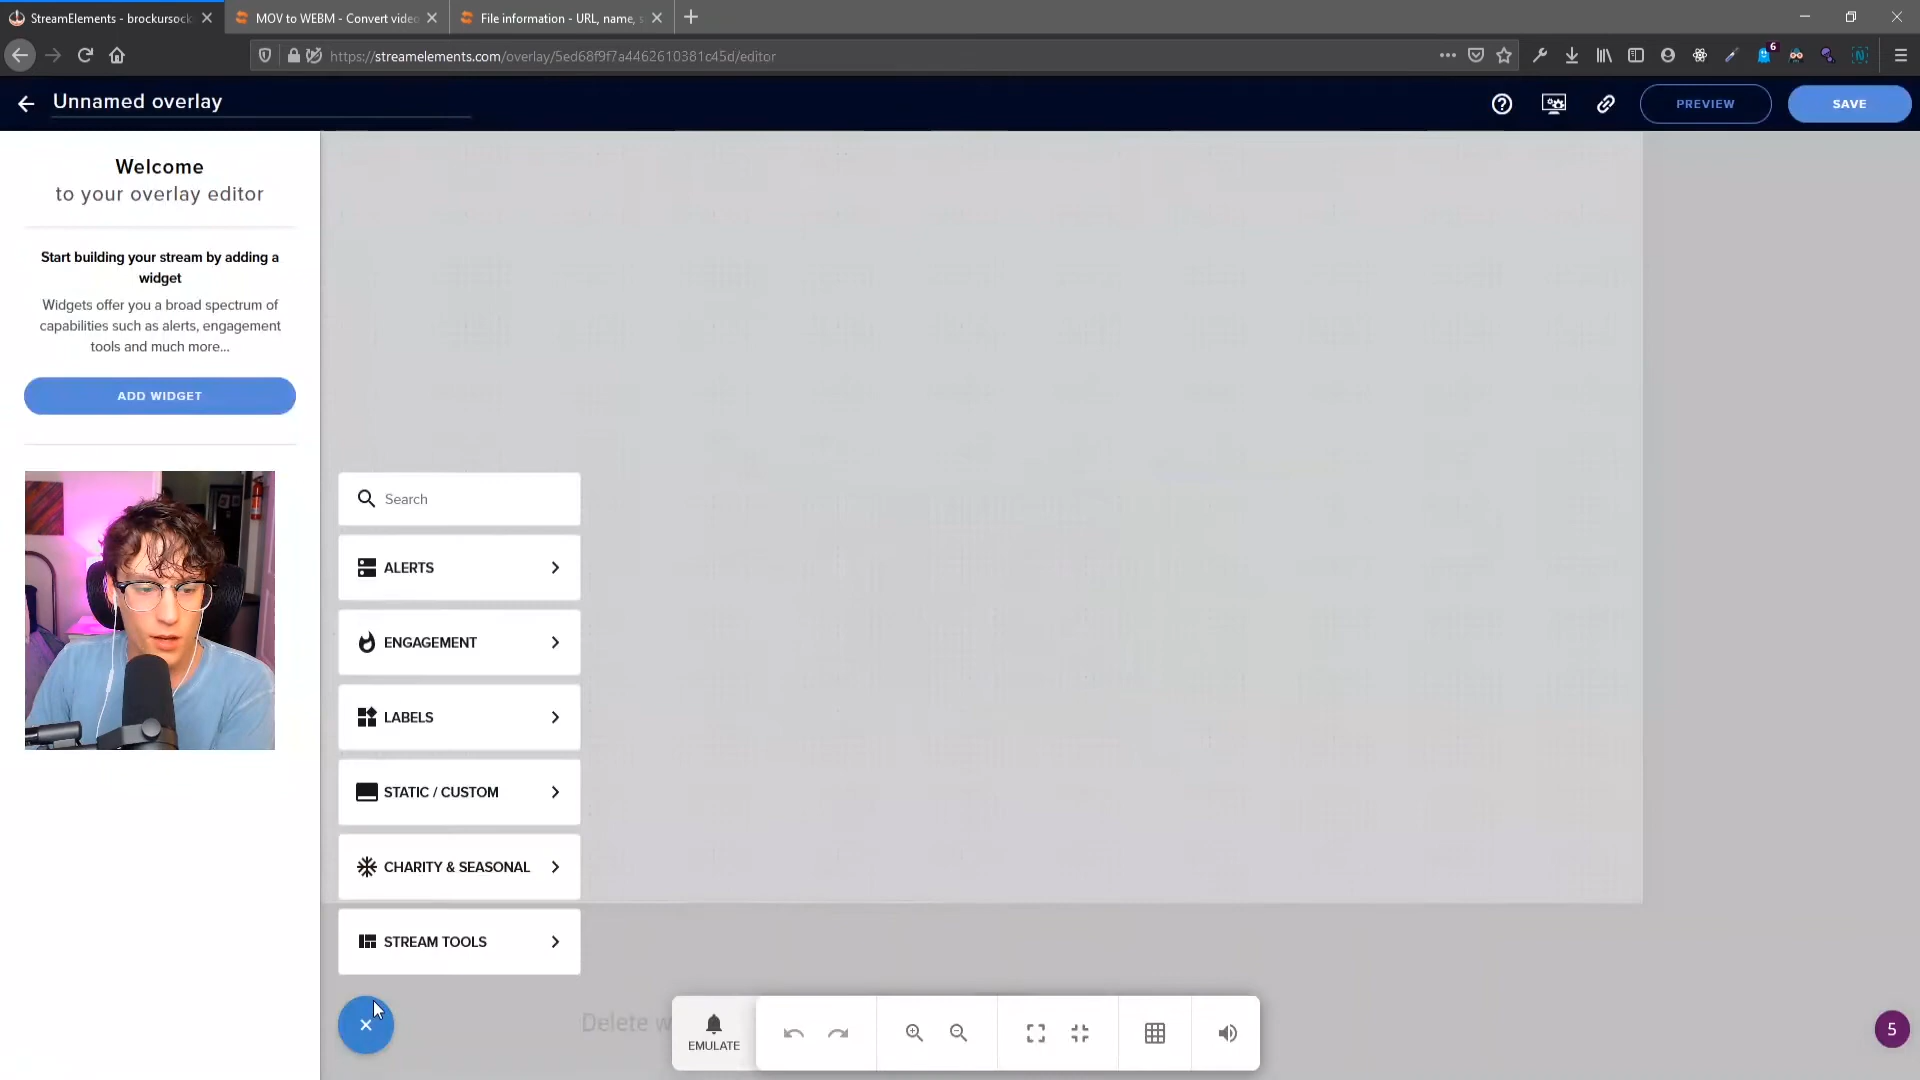 StreamElements - brockursock
MOV to WEBM - Convert video
File information - URL, name, s
https://streamelements.com/overlay/5ed68f9f7a4462610381c45d/editor
6
Unnamed overlay
PREVIEW
SAVE
Welcome
to your overlay editor
Start building your stream by adding a
widget
Widgets offer you a broad spectrum of
capabilities such as alerts, engagement
tools and much more...
ADD WIDGET
Search
ALERTS
ENGAGEMENT
LABELS
STATIC / CUSTOM
CHARITY & SEASONAL
STREAM TOOLS
Delete w
EMULATE
5